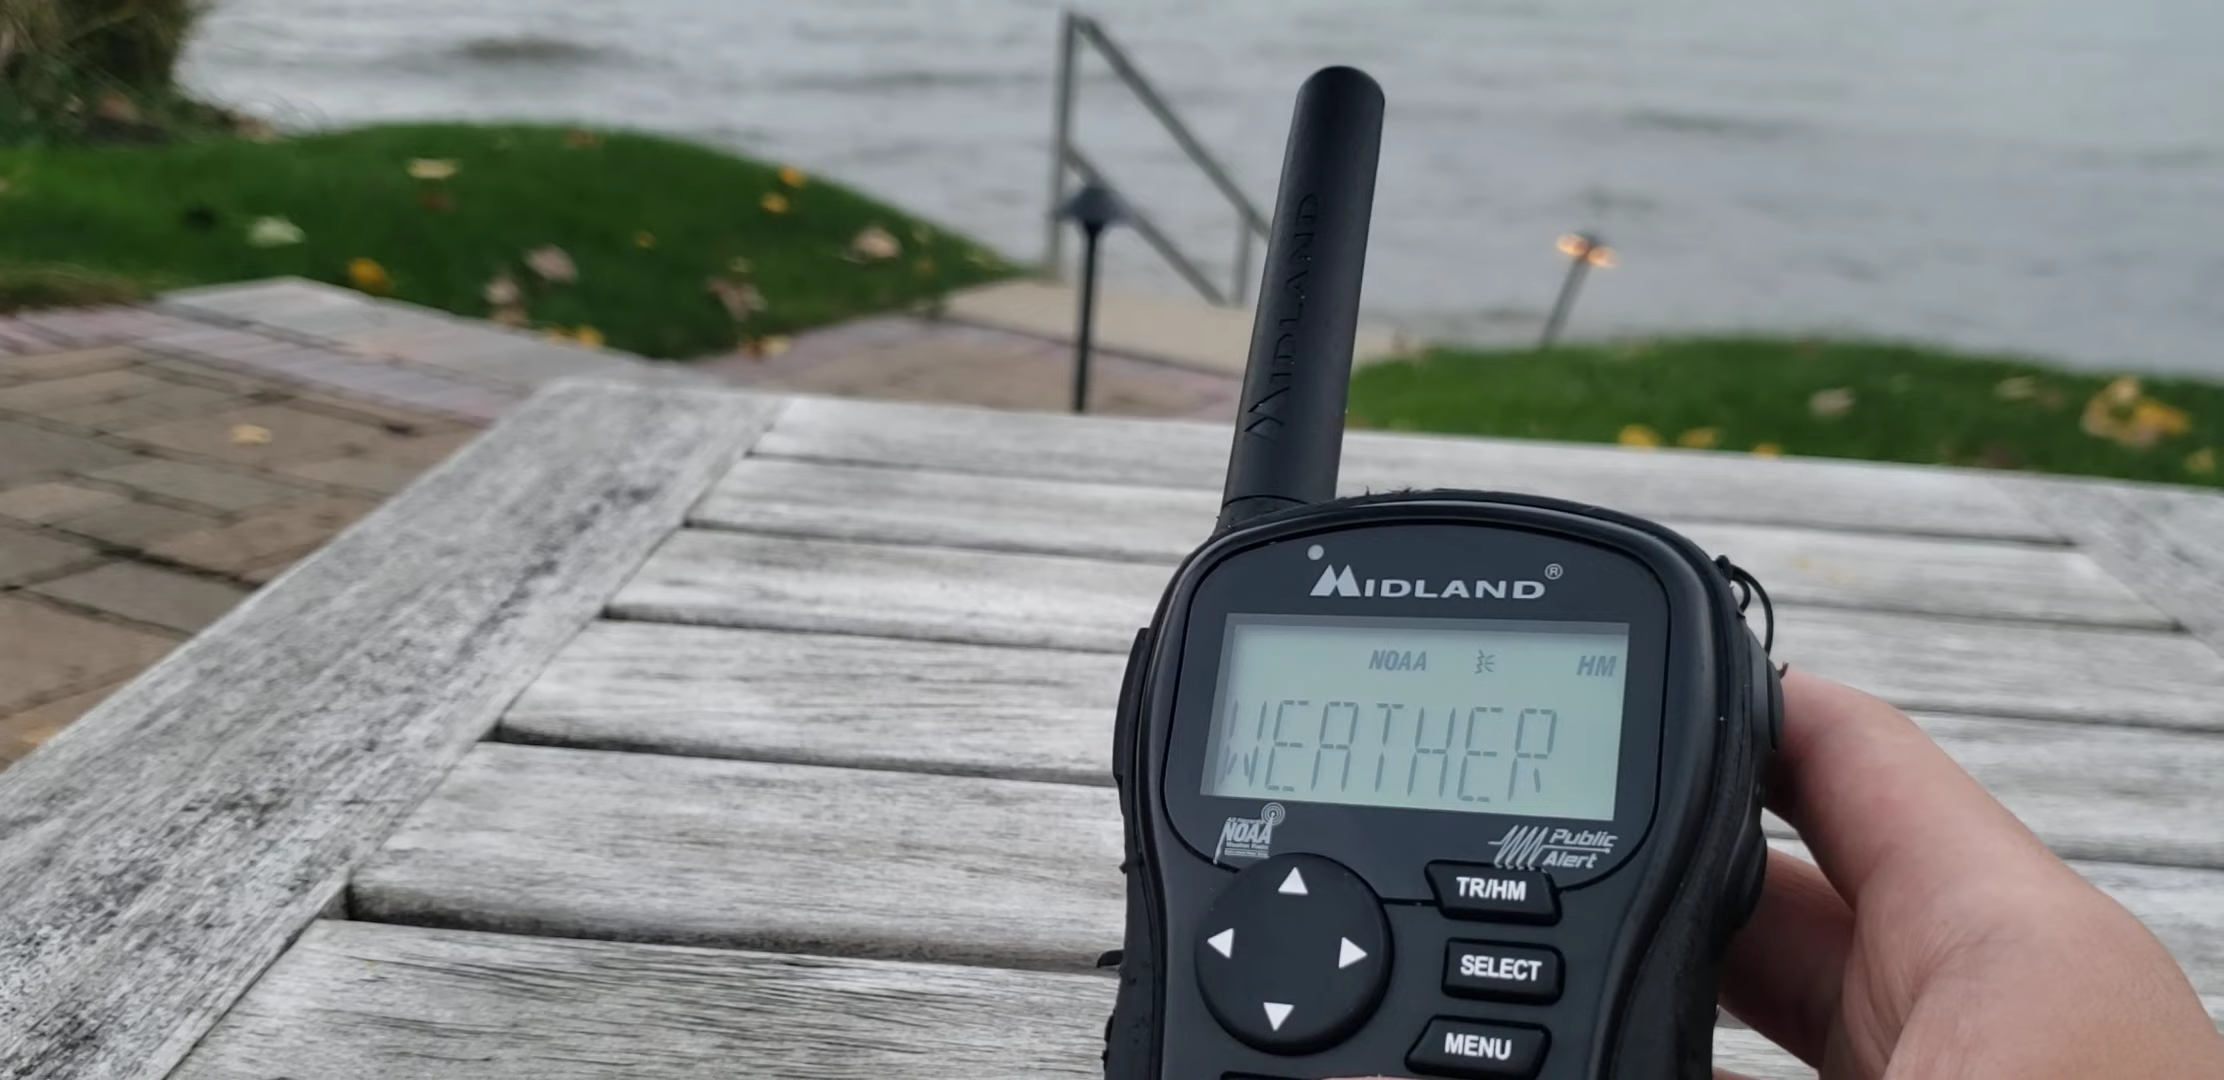 MIDLAND
MIDLAND®
NOAA HM
WEATHER
NOAA
Public
Alert
TR/HM
SELECT
MENU